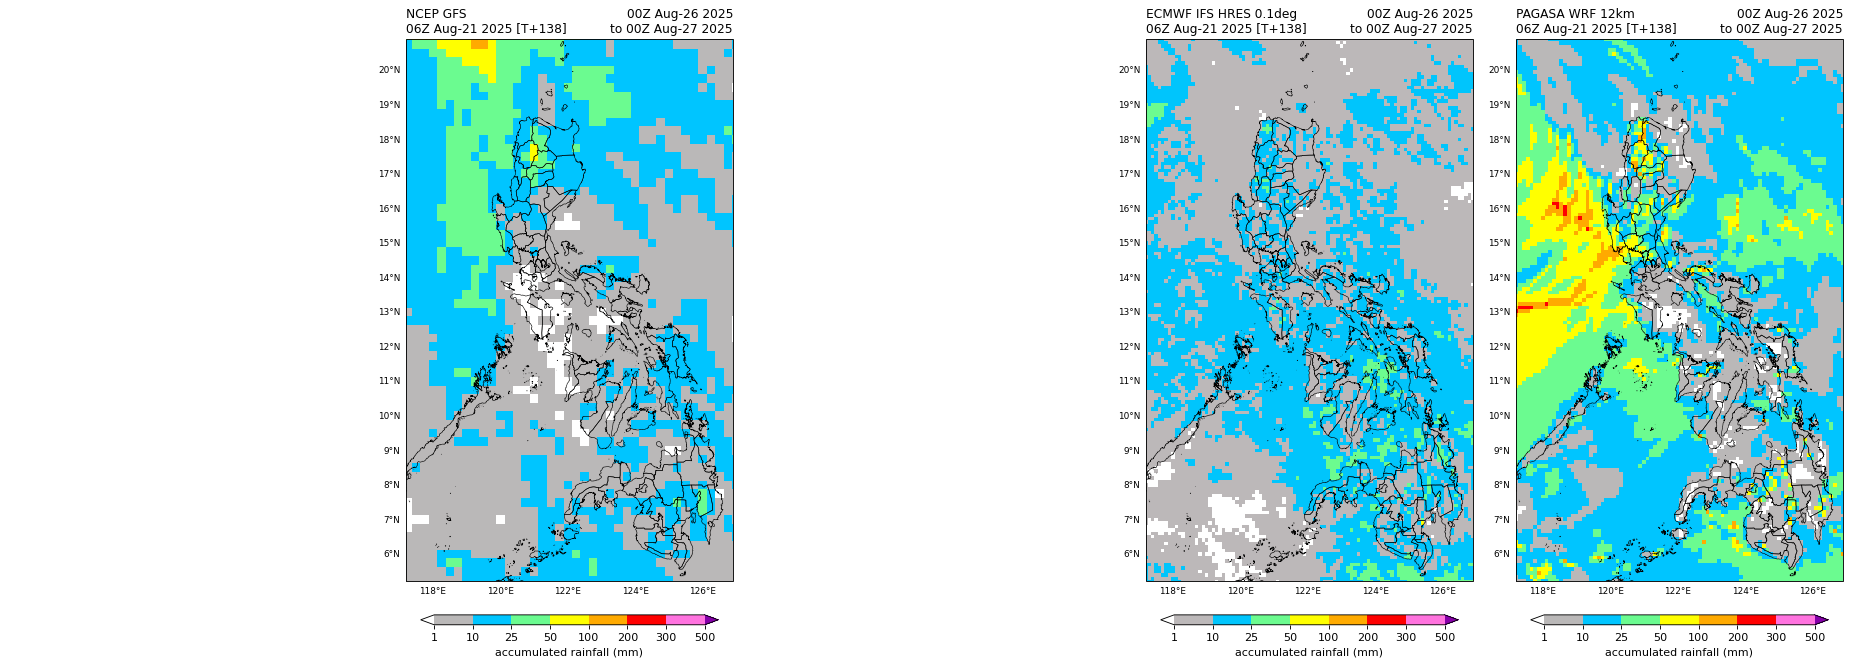 NCEP GFS 00Z Aug-26 2025
06Z Aug-21 2025 [T+138] to 00Z Aug-27 2025
20°N
19°N
18°N
17°N
16°N
15°N
14°N
13°N
12°N
11°N
10°N
9°N
8°N
7°N
6°N
118°E 120°E 122°E 124°E 126°E
1 10 25 50 100 200 300 500
accumulated rainfall (mm)
ECMWF IFS HRES 0.1deg 00Z Aug-26 2025
06Z Aug-21 2025 [T+138] to 00Z Aug-27 2025
20°N
19°N
18°N
17°N
16°N
15°N
14°N
13°N
12°N
11°N
10°N
9°N
8°N
7°N
6°N
118°E 120°E 122°E 124°E 126°E
1 10 25 50 100 200 300 500
accumulated rainfall (mm)
PAGASA WRF 12km 00Z Aug-26 2025
06Z Aug-21 2025 [T+138] to 00Z Aug-27 2025
20°N
19°N
18°N
17°N
16°N
15°N
14°N
13°N
12°N
11°N
10°N
9°N
8°N
7°N
6°N
118°E 120°E 122°E 124°E 126°E
1 10 25 50 100 200 300 500
accumulated rainfall (mm)